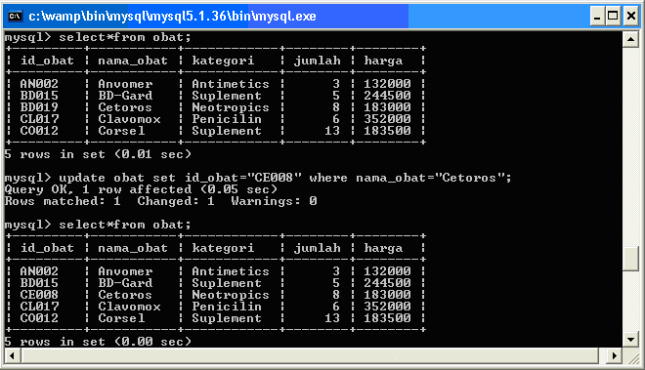 c:\wamp\bin\mysql\mysql5.1.36\bin\mysql.exe
mysql> select*from obat;
+----------+-----------+------------+--------+--------+
| id_obat | nama_obat | kategori | jumlah | harga |
+----------+-----------+------------+--------+--------+
| AN002 | Anvomer | Antimetics | 3 | 132000 |
| BD015 | BD-Gard | Suplement | 5 | 244500 |
| BD019 | Cetoros | Neotropics | 8 | 183000 |
| CL017 | Clavomox | Penicilin | 6 | 352000 |
| CO012 | Corsel | Suplement | 13 | 183500 |
+----------+-----------+------------+--------+--------+
5 rows in set (0.01 sec)
mysql> update obat set id_obat="CE008" where nama_obat="Cetoros";
Query OK, 1 row affected (0.05 sec)
Rows matched: 1 Changed: 1 Warnings: 0
mysql> select*from obat;
+----------+-----------+------------+--------+--------+
| id_obat | nama_obat | kategori | jumlah | harga |
+----------+-----------+------------+--------+--------+
| AN002 | Anvomer | Antimetics | 3 | 132000 |
| BD015 | BD-Gard | Suplement | 5 | 244500 |
| CE008 | Cetoros | Neotropics | 8 | 183000 |
| CL017 | Clavomox | Penicilin | 6 | 352000 |
| CO012 | Corsel | Suplement | 13 | 183500 |
+----------+-----------+------------+--------+--------+
5 rows in set (0.00 sec)